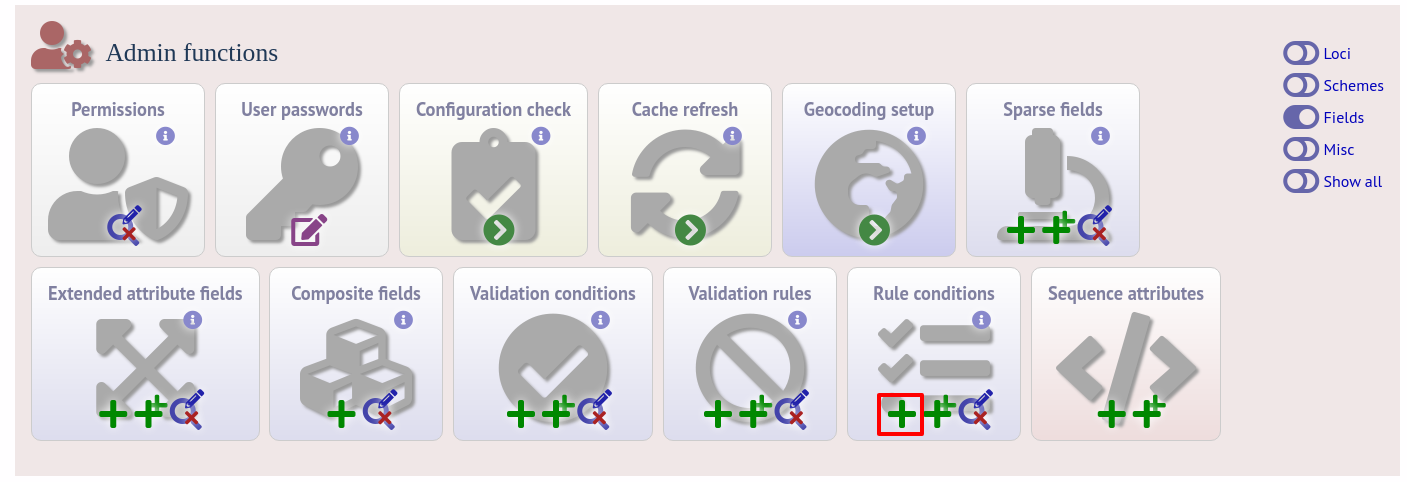 Admin functions
Loci
Schemes
Fields
Misc
Show all
Permissions
User passwords
Configuration check
Cache refresh
Geocoding setup
Sparse fields
Extended attribute fields
Composite fields
Validation conditions
Validation rules
Rule conditions
Sequence attributes